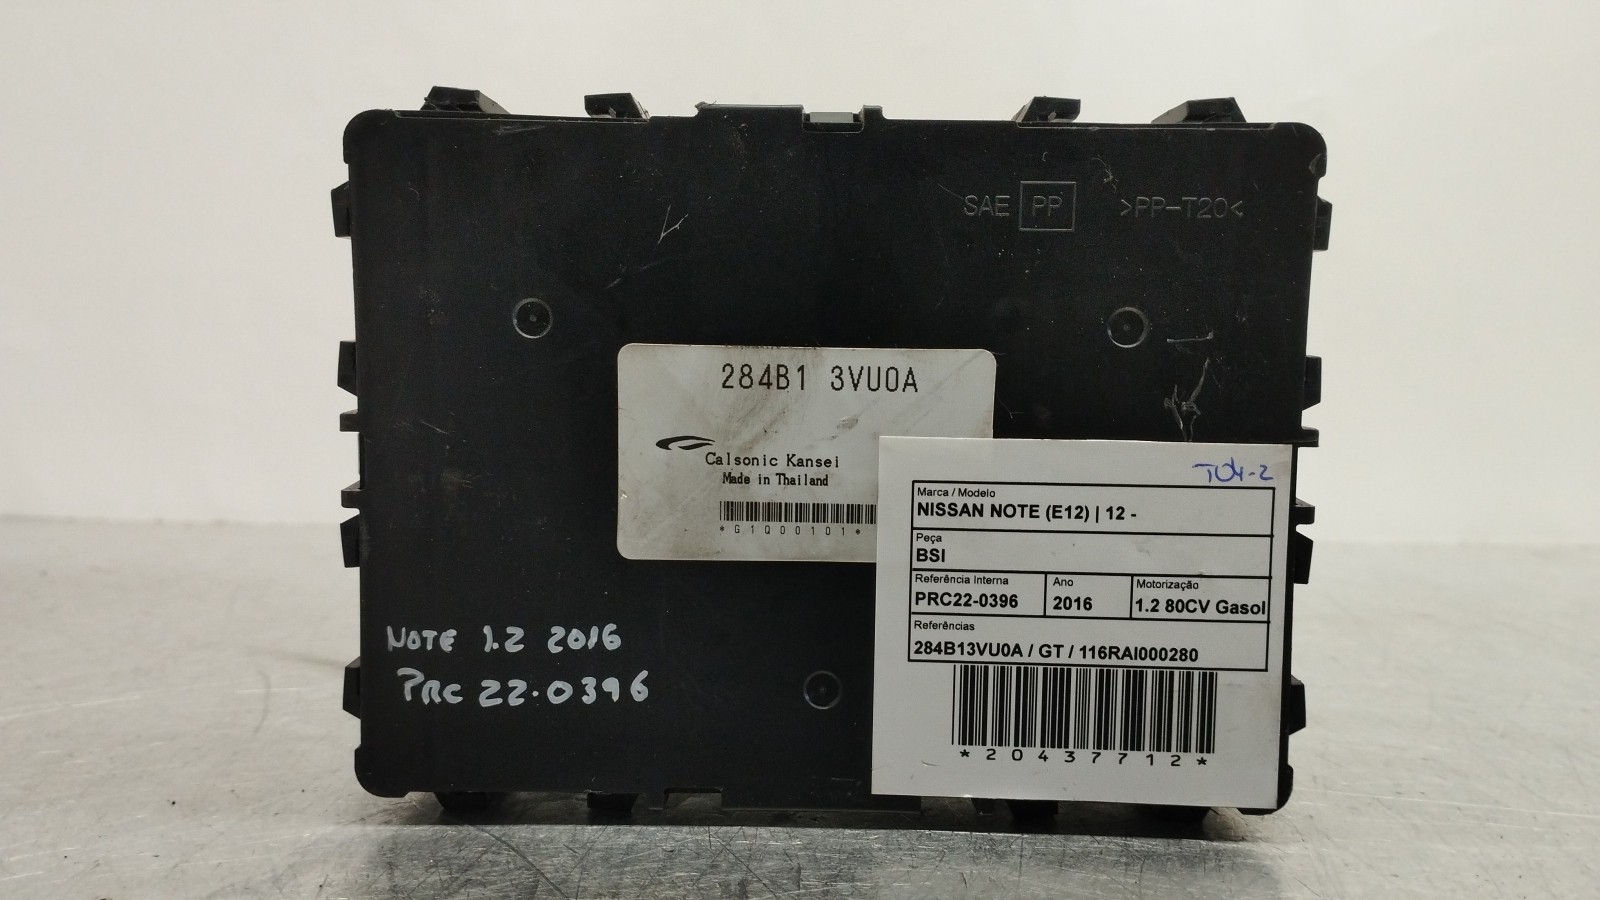 SAE PP >PP-T20<
284B1 3VU0A
Calsonic Kansei
Made in Thailand
*G1Q00101*
T04-2
Marca / Modelo
NISSAN NOTE (E12) | 12 -
Peça
BSI
Referência Interna
PRC22-0396
Ano
2016
Motorização
1.2 80CV Gasol
Referências
284B13VU0A / GT / 116RAI000280
*20437712*
NOTE 1.2 2016
PRC 22.0396